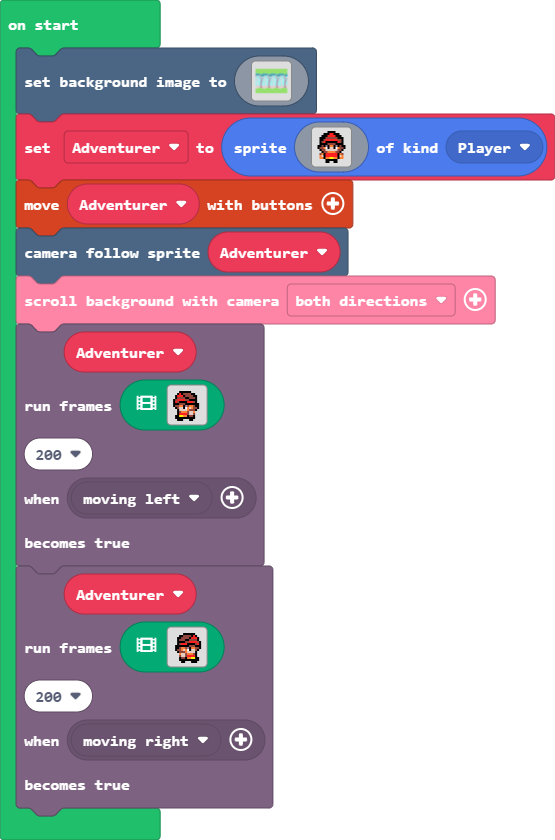 on start
set background image to
set Adventurer to sprite of kind Player
move Adventurer with buttons
camera follow sprite Adventurer
scroll background with camera both directions
Adventurer
run frames
200
when moving left
becomes true
Adventurer
run frames
200
when moving right
becomes true